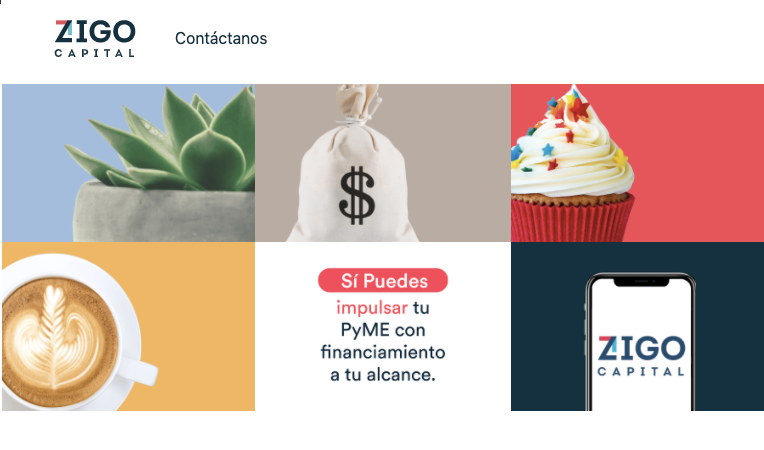 ZIGO
CAPITAL
Contáctanos
$
Sí Puedes
impulsar tu
PyME con
financiamiento
a tu alcance.
ZIGO
CAPITAL